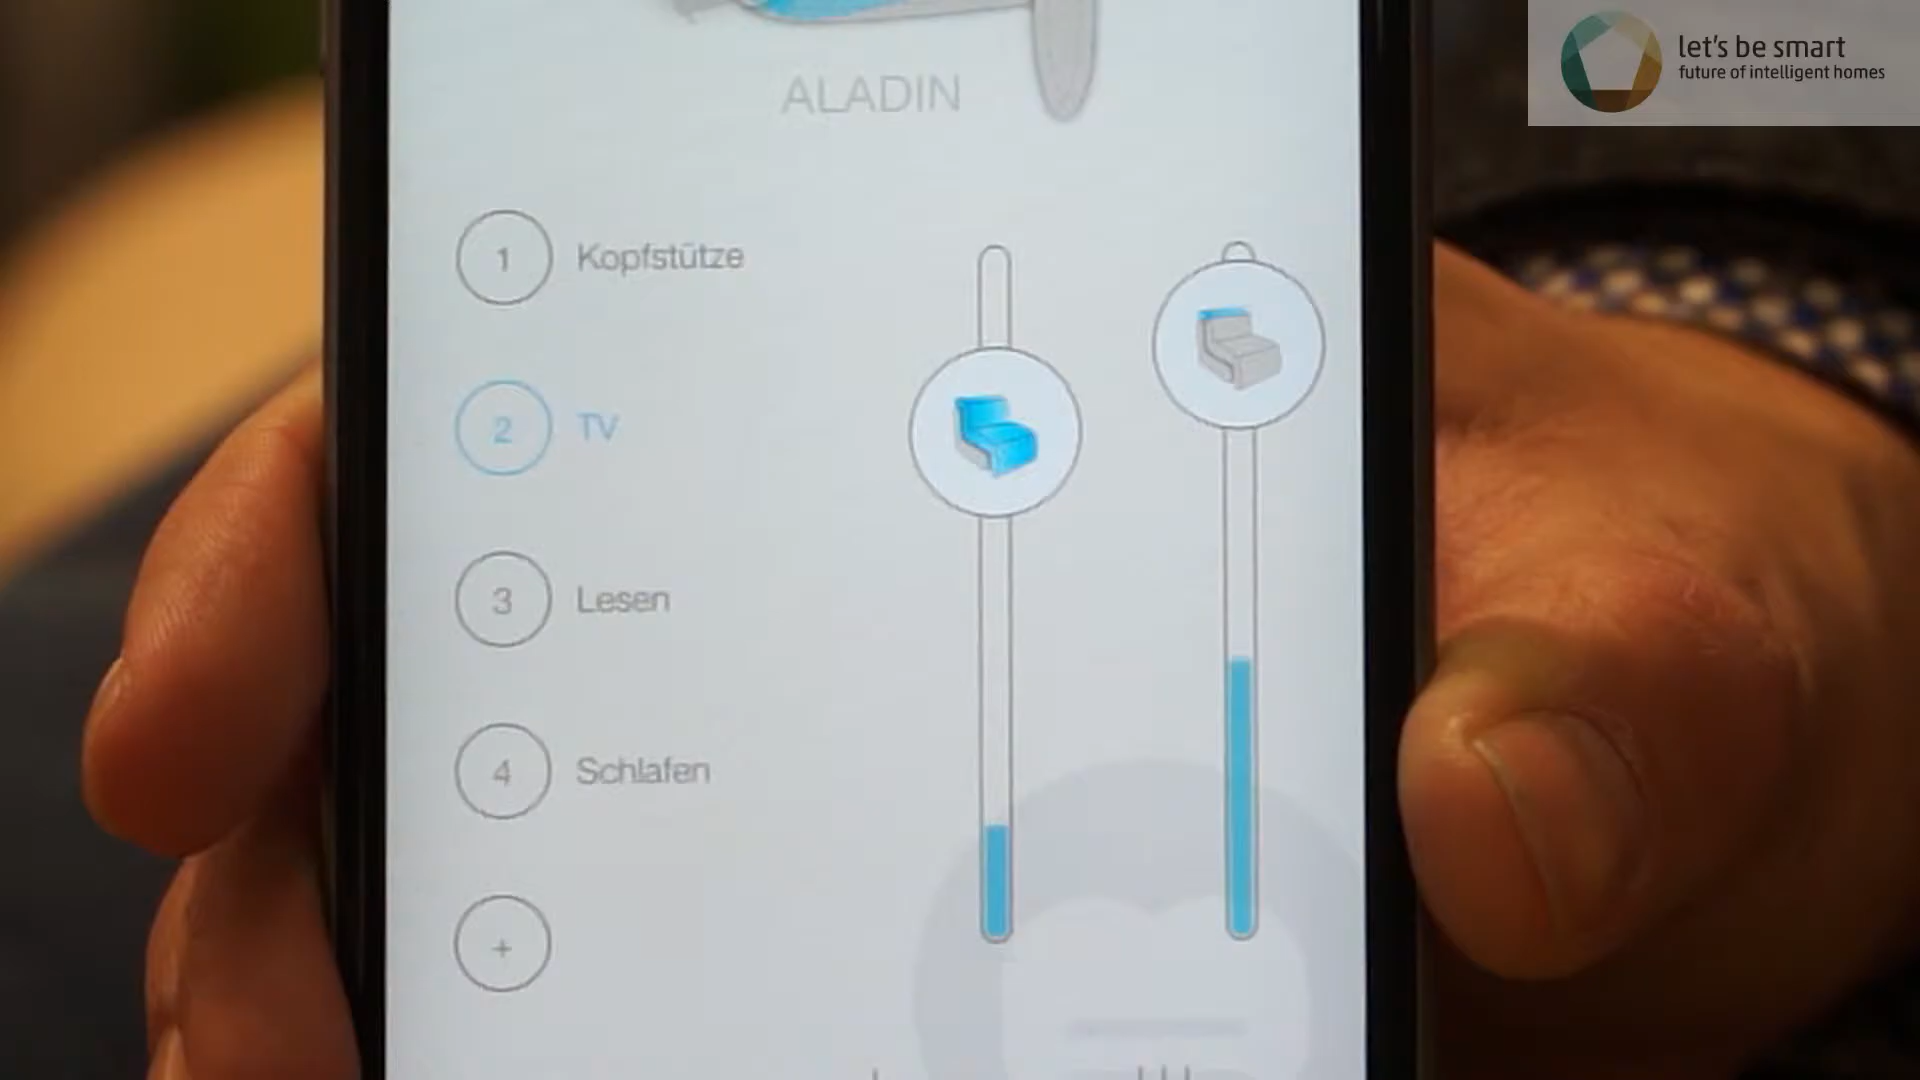 let's be smart
future of intelligent homes
ALADIN
1 Kopfstütze
2 TV
3 Lesen
4 Schlafen
+